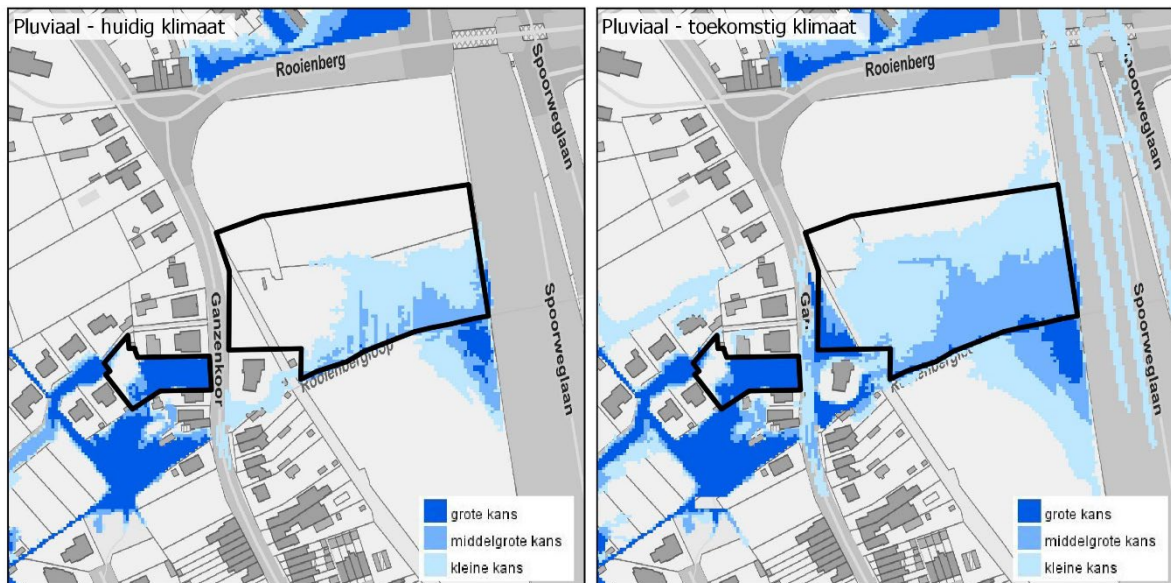 Pluviaal - huidig klimaat
Rooienberg
Spoorweglaan
Ganzenkoor
Spoorweglaan
Rooienbergloop
grote kans
middelgrote kans
kleine kans
Pluviaal - toekomstig klimaat
Rooienberg
Spoorweglaan
Spoorweglaan
grote kans
middelgrote kans
kleine kans